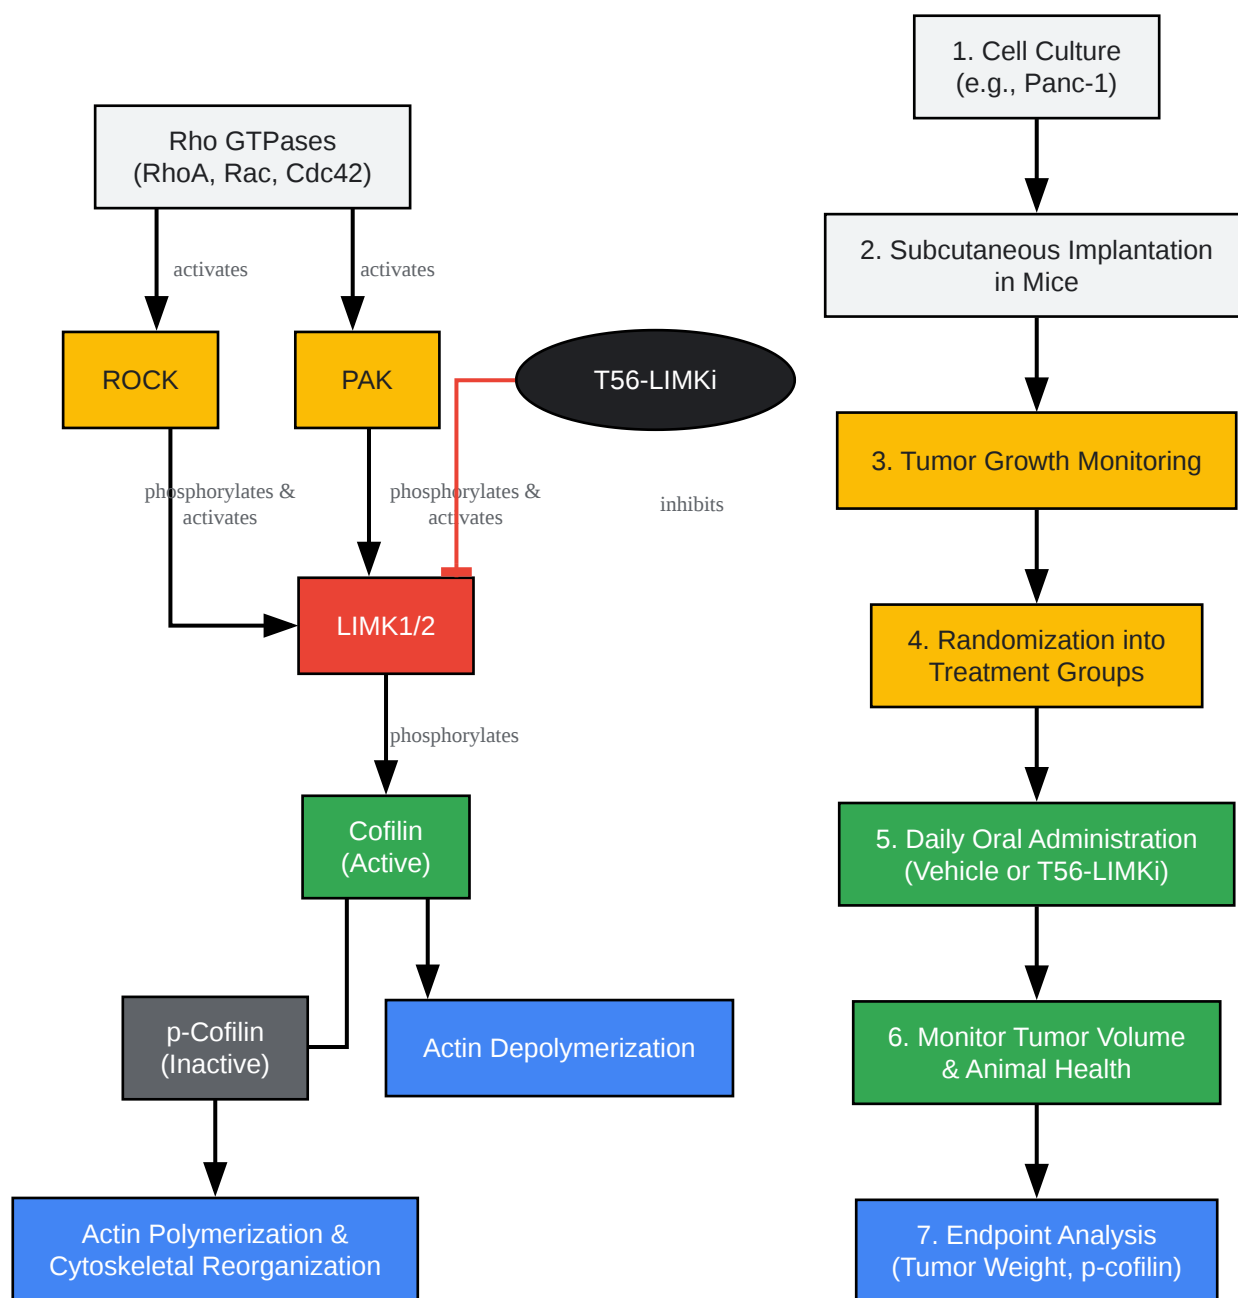 Rho GTPases
(RhoA, Rac, Cdc42)
activates
activates
ROCK
PAK
T56-LIMKi
phosphorylates &
activates
phosphorylates &
activates
inhibits
LIMK1/2
phosphorylates
Cofilin
(Active)
p-Cofilin
(Inactive)
Actin Depolymerization
Actin Polymerization &
Cytoskeletal Reorganization
1. Cell Culture
(e.g., Panc-1)
2. Subcutaneous Implantation
in Mice
3. Tumor Growth Monitoring
4. Randomization into
Treatment Groups
5. Daily Oral Administration
(Vehicle or T56-LIMKi)
6. Monitor Tumor Volume
& Animal Health
7. Endpoint Analysis
(Tumor Weight, p-cofilin)